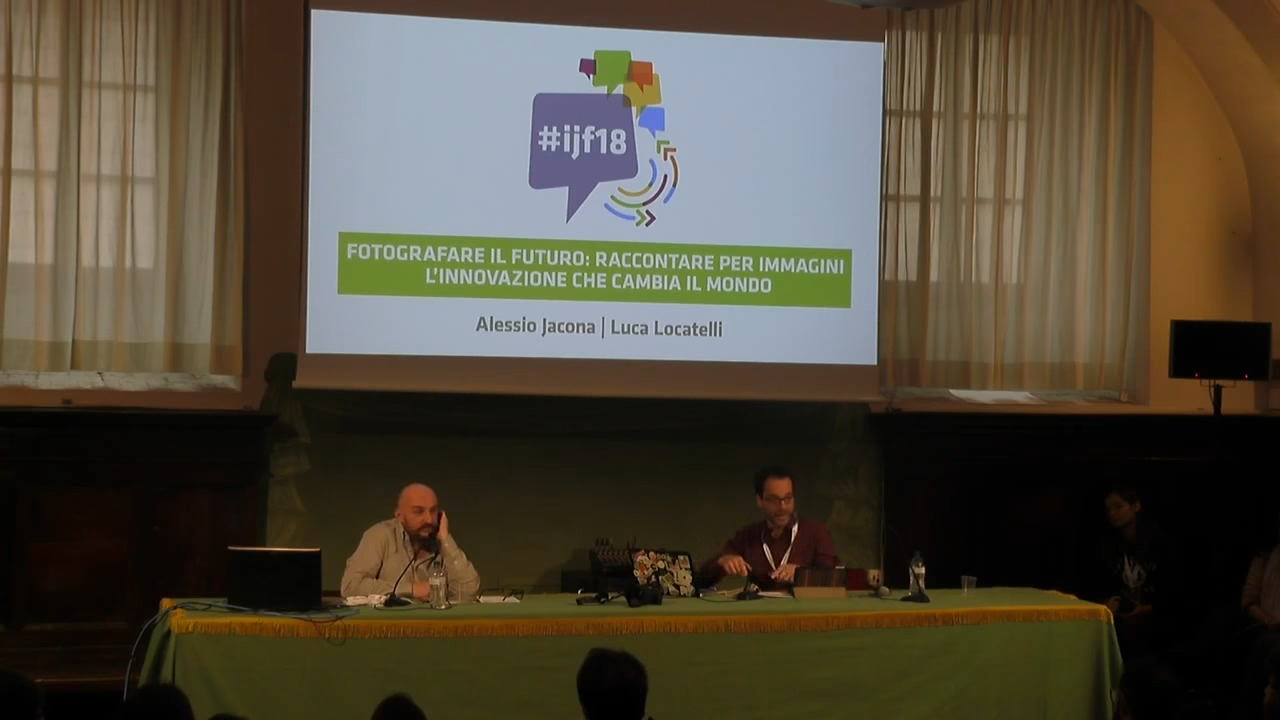 #ijf18
FOTOGRAFARE IL FUTURO: RACCONTARE PER IMMAGINI
L'INNOVAZIONE CHE CAMBIA IL MONDO
Alessio Jacona | Luca Locatelli